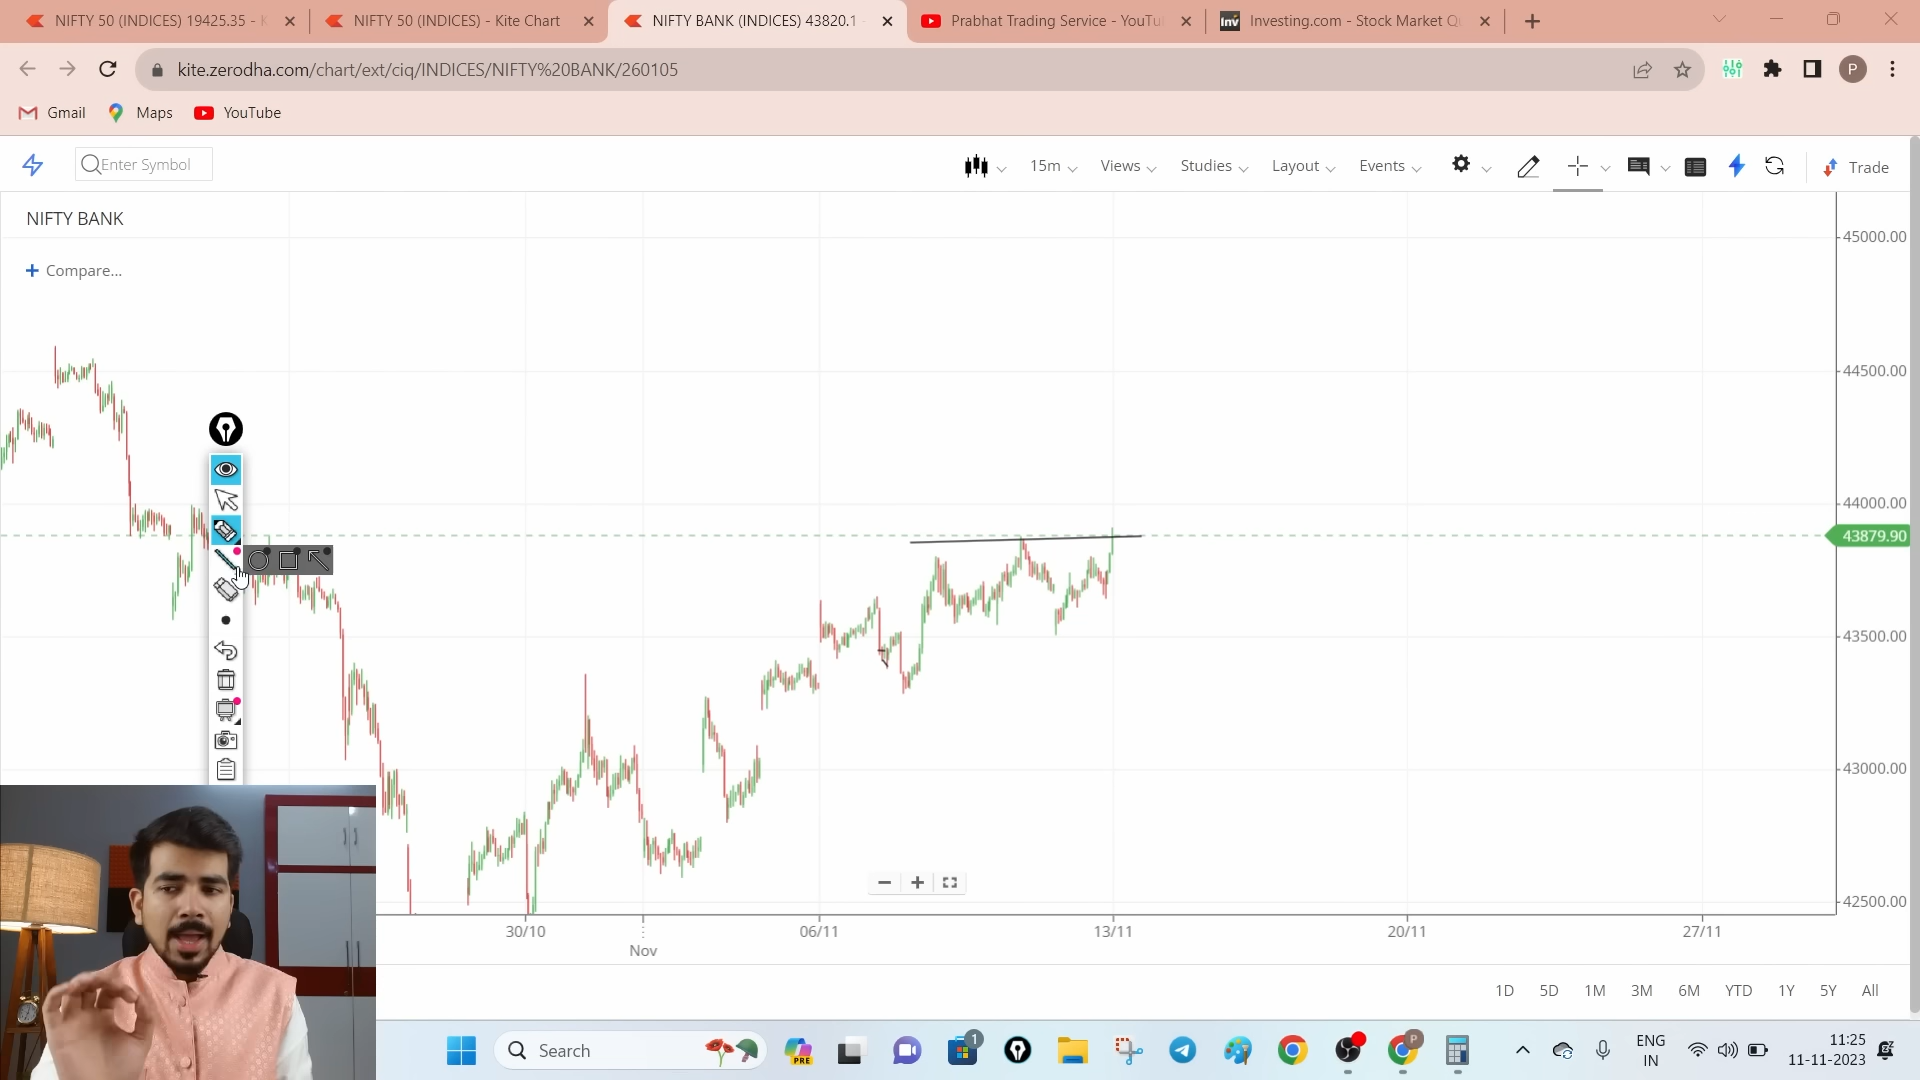 NIFTY 50 (INDICES) 19425.35 - K
NIFTY 50 (INDICES) - Kite Chart
NIFTY BANK (INDICES) 43820.1
Prabhat Trading Service - YouTu
Inv
Investing.com - Stock Market Qu
kite.zerodha.com/chart/ext/ciq/INDICES/NIFTY%20BANK/260105
P
Gmail
Maps
YouTube
Enter Symbol
15m
Views
Studies
Layout
Events
Trade
NIFTY BANK
Compare...
45000.00
44500.00
44000.00
43879.90
43500.00
43000.00
42500.00
30/10
06/11
13/11
20/11
27/11
Nov
1D
5D
1M
3M
6M
YTD
1Y
5Y
All
Search
PRE
1
P
ENG
IN
11:25
11-11-2023